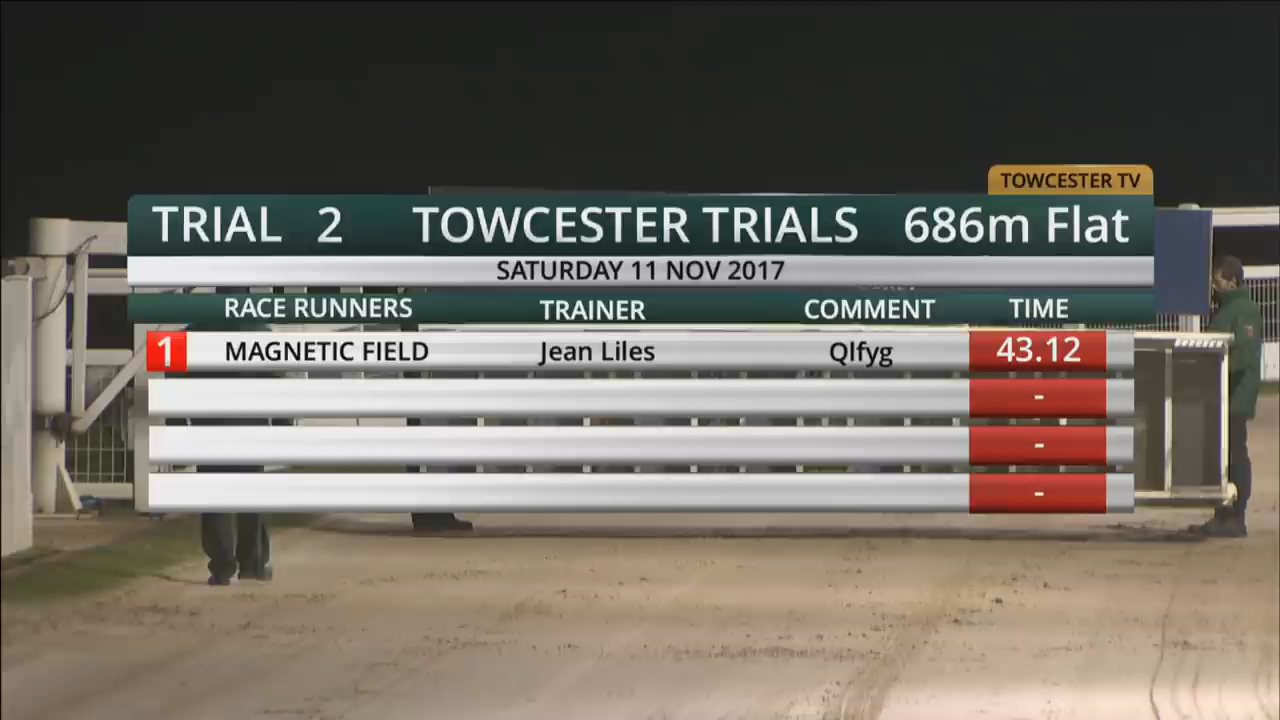 TOWCESTER TV
TRIAL 2 TOWCESTER TRIALS 686m Flat
SATURDAY 11 NOV 2017
RACE RUNNERS TRAINER COMMENT TIME
1 MAGNETIC FIELD Jean Liles Qlfyg 43.12
-
-
-